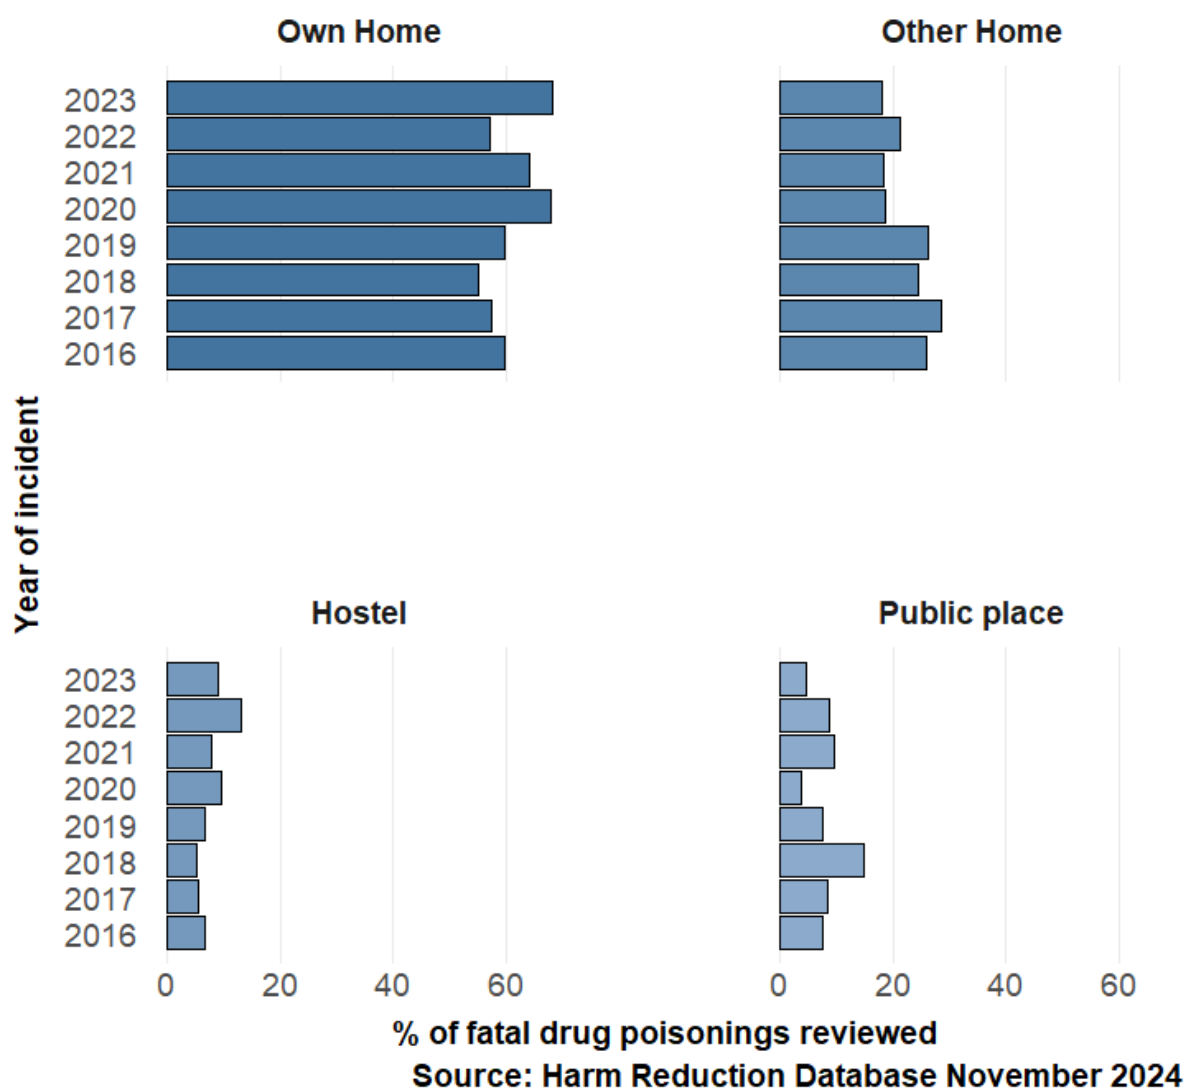 Own Home
Other Home
2023
2022
2021
2020
2019
2018
2017
2016
Year of incident
Hostel
Public place
2023
2022
2021
2020
2019
2018
2017
2016
0 20 40 60 0 20 40 60
% of fatal drug poisonings reviewed
Source: Harm Reduction Database November 2024